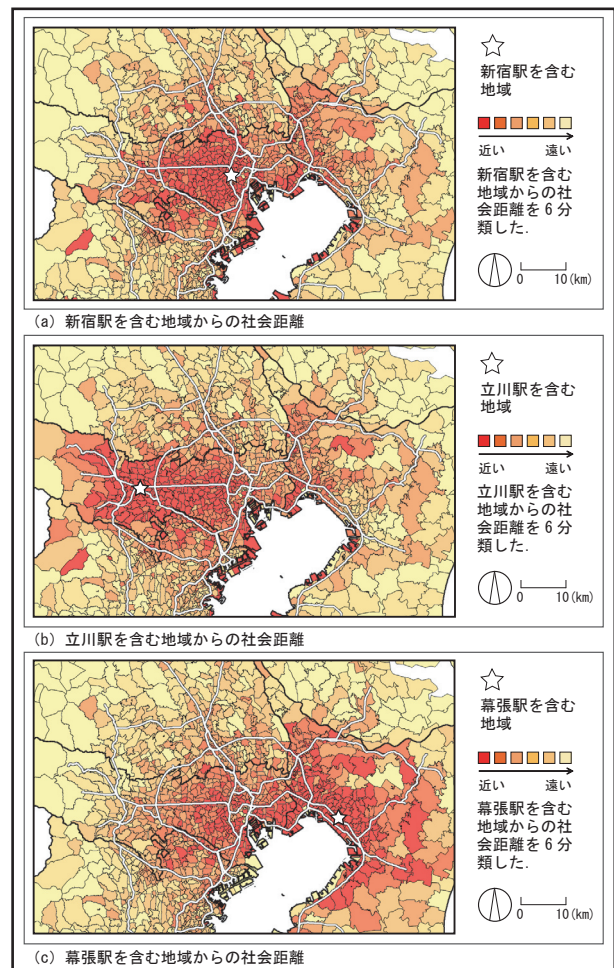 新宿駅を含む
地域
近い 遠い
新宿駅を含む
地域からの社
会距離を6分
類した.
0 10(km)
(a) 新宿駅を含む地域からの社会距離
立川駅を含む
地域
近い 遠い
立川駅を含む
地域からの社
会距離を6分
類した.
0 10(km)
(b) 立川駅を含む地域からの社会距離
幕張駅を含む
地域
近い 遠い
幕張駅を含む
地域からの社
会距離を6分
類した.
0 10(km)
(c) 幕張駅を含む地域からの社会距離